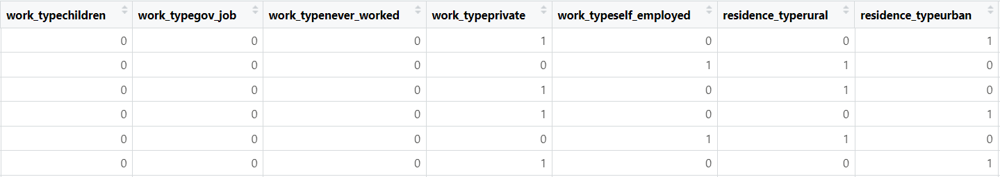 work_typechildren work_typegov_job work_typenever_worked work_typeprivate work_typeself_employed residence_typerural residence_typeurban
0 0 0 1 0 0 1
0 0 0 0 1 1 0
0 0 0 1 0 1 0
0 0 0 1 0 0 1
0 0 0 0 1 1 0
0 0 0 1 0 0 1